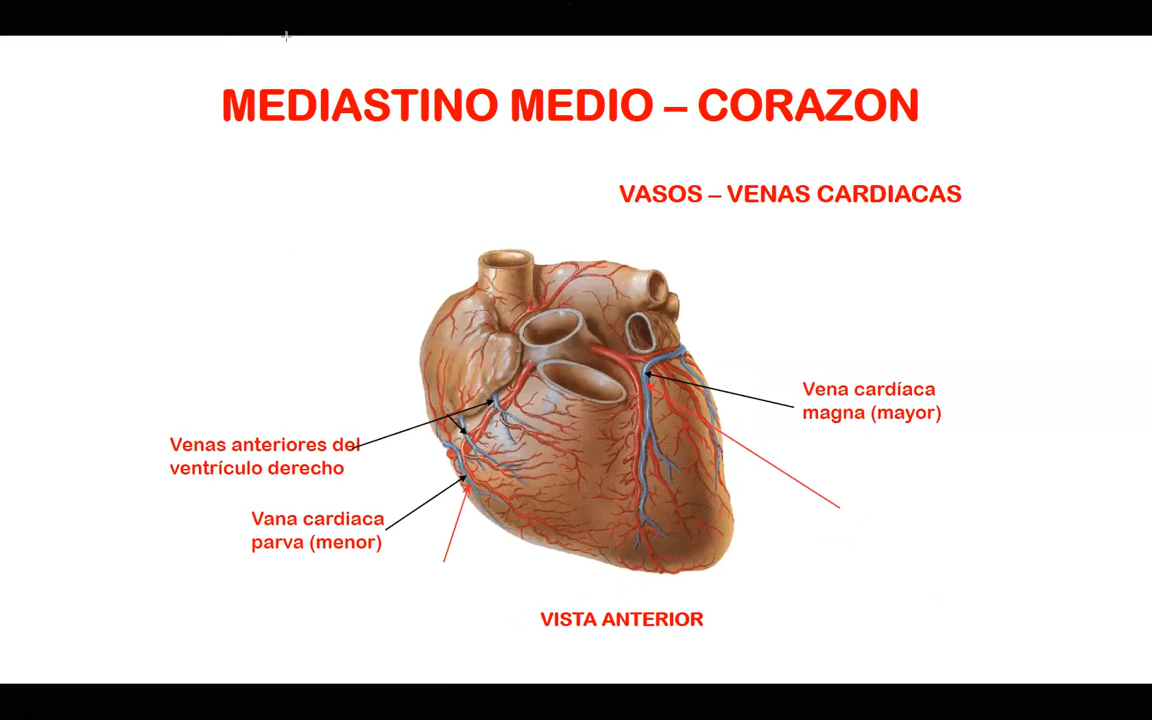 MEDIASTINO MEDIO – CORAZON
VASOS – VENAS CARDIACAS
Vena cardíaca
magna (mayor)
Venas anteriores del
ventrículo derecho
Vana cardiaca
parva (menor)
VISTA ANTERIOR